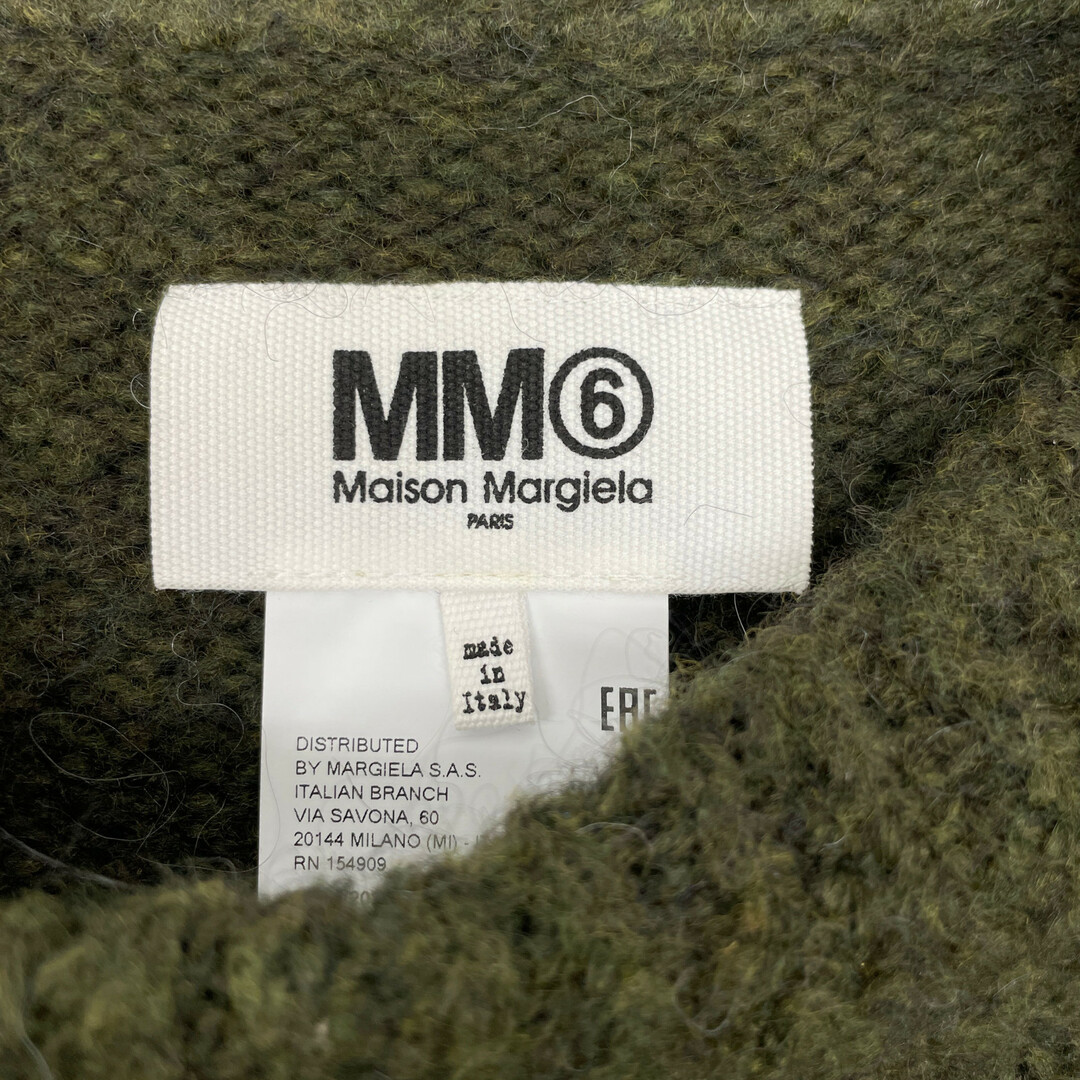 MM⑥
Maison Margiela
PARIS
made
in
Italy
DISTRIBUTED
BY MARGIELA S.A.S.
ITALIAN BRANCH
VIA SAVONA, 60
20144 MILANO (MI) -
RN 154909